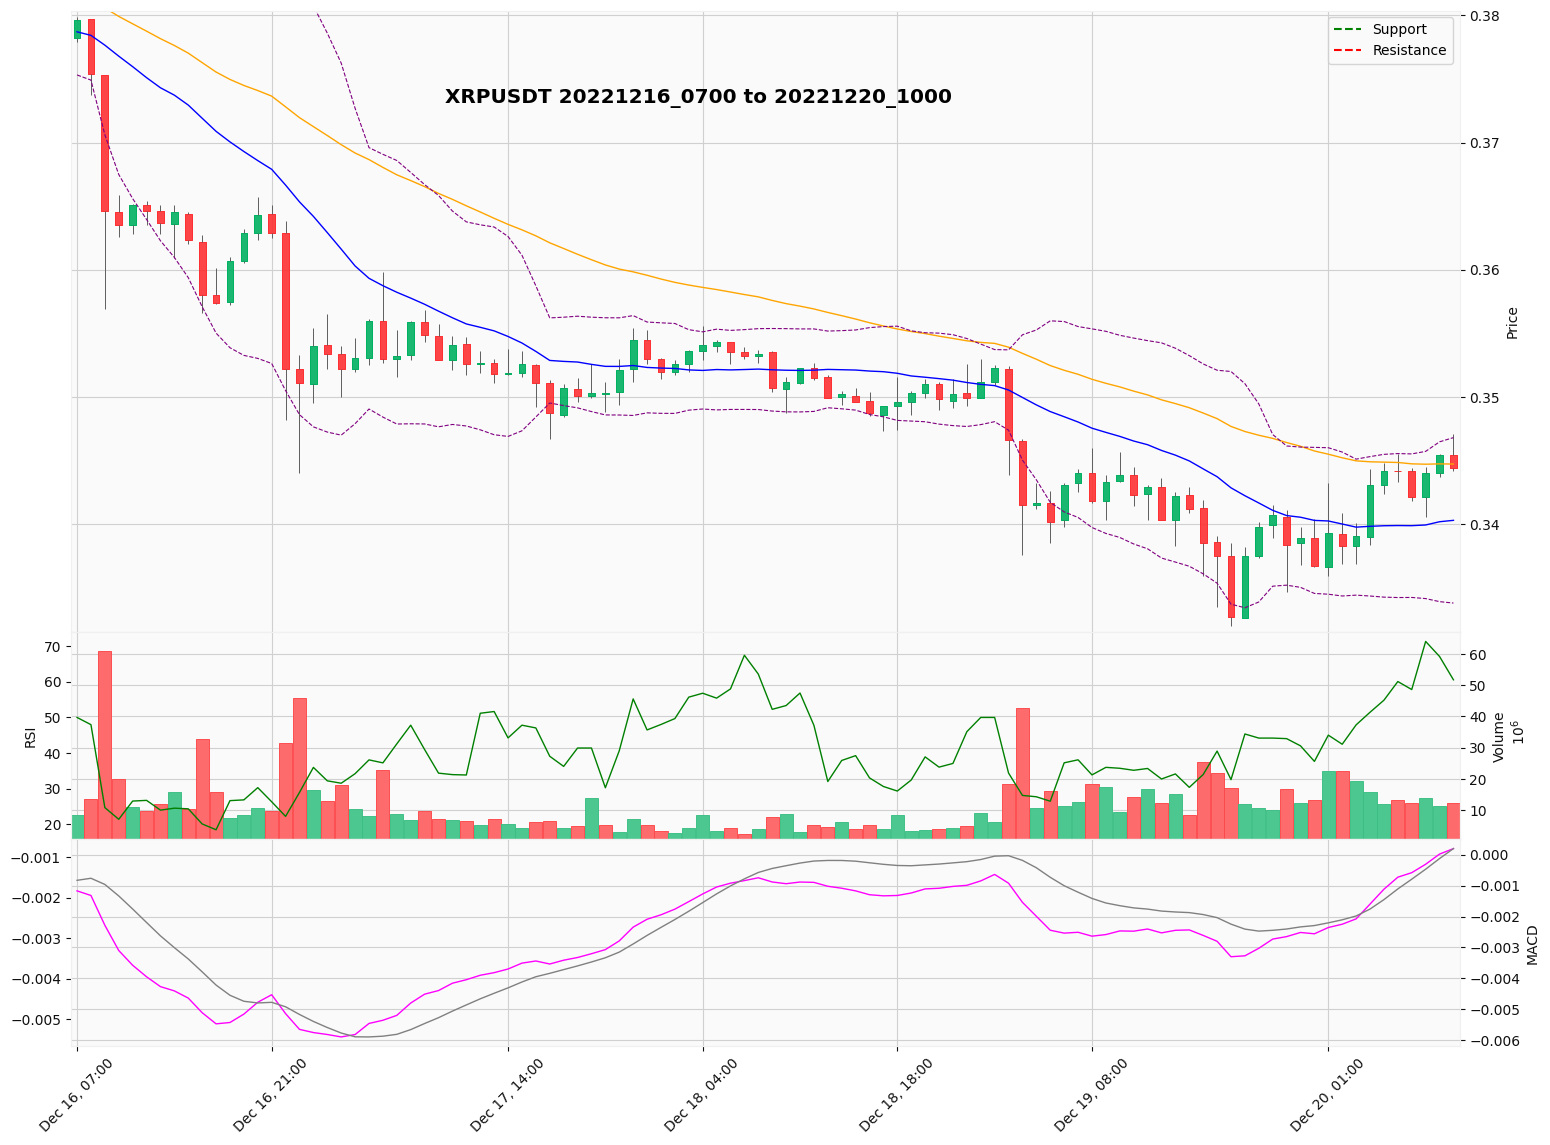 XRPUSDT 20221216_0700 to 20221220_1000
Support
Resistance
0.38
0.37
0.36
0.35
0.34
Price
70
60
50
40
30
20
RSI
60
50
40
30
20
10
Volume
10^6
−0.001
−0.002
−0.003
−0.004
−0.005
0.000
−0.001
−0.002
−0.003
−0.004
−0.005
−0.006
MACD
Dec 16, 07:00
Dec 16, 21:00
Dec 17, 14:00
Dec 18, 04:00
Dec 18, 18:00
Dec 19, 08:00
Dec 20, 01:00